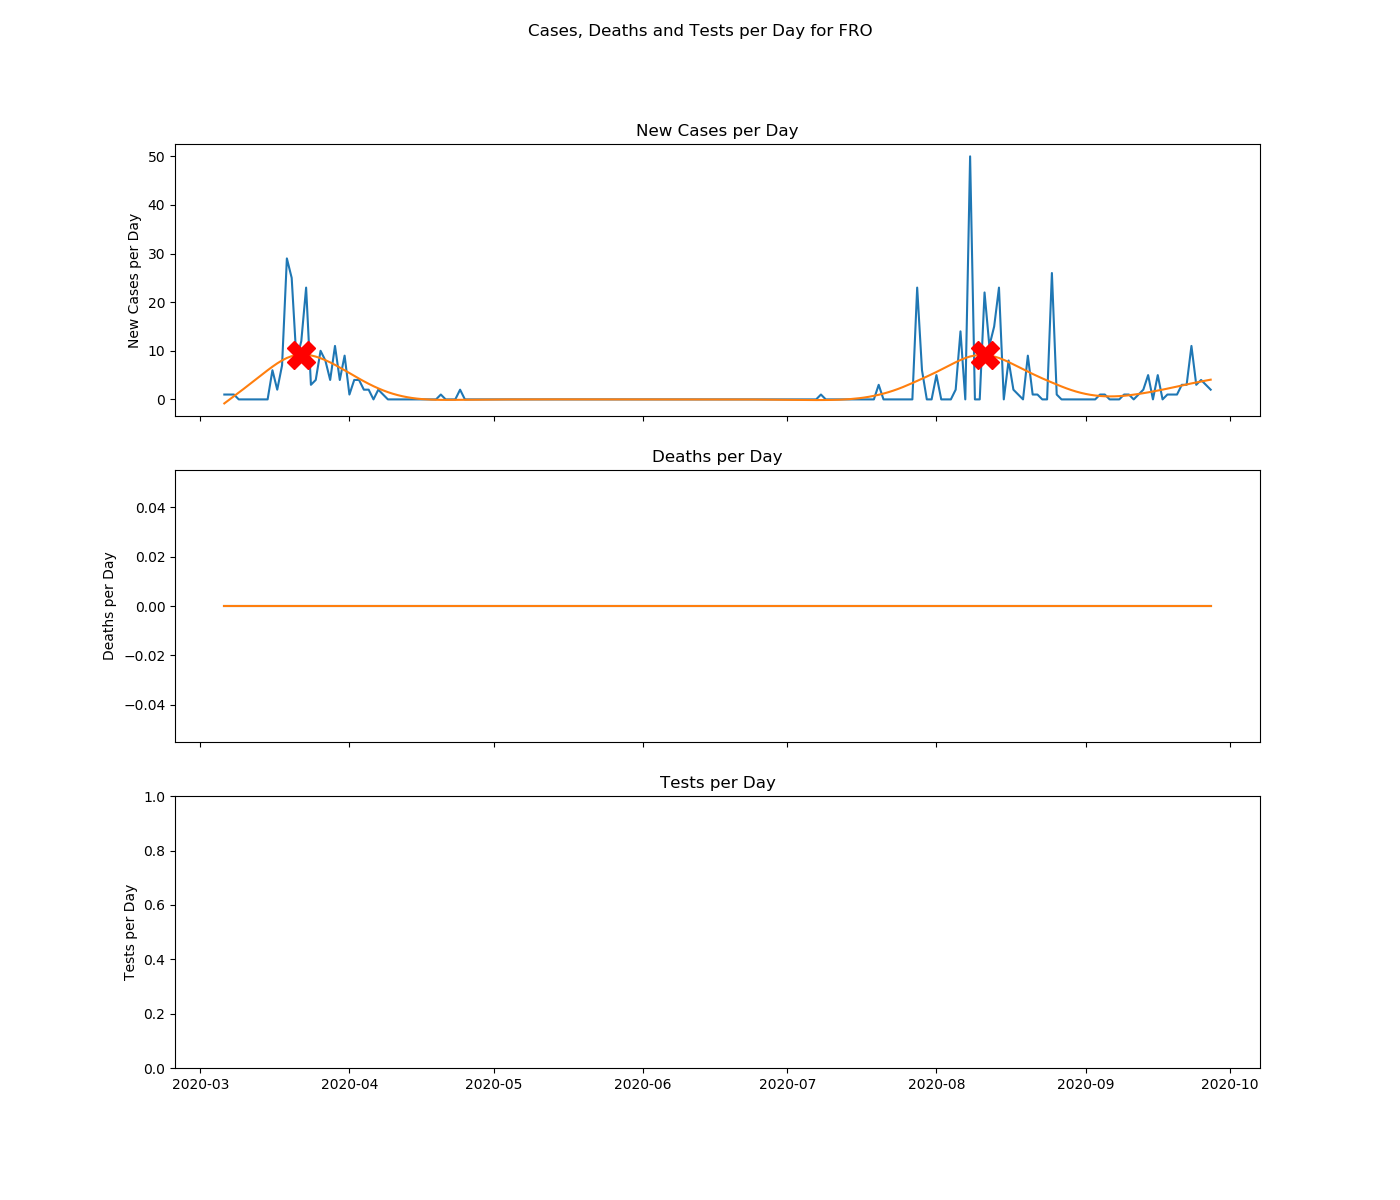 Cases, Deaths and Tests per Day for FRO
New Cases per Day
New Cases per Day
50
40
30
20
10
0
Deaths per Day
Deaths per Day
0.04
0.02
0.00
−0.02
−0.04
Tests per Day
Tests per Day
1.0
0.8
0.6
0.4
0.2
0.0
2020-03 2020-04 2020-05 2020-06 2020-07 2020-08 2020-09 2020-10